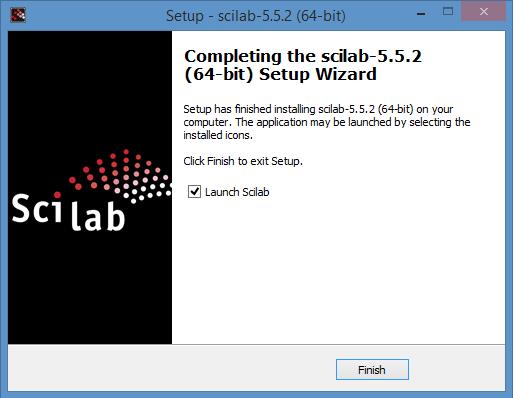 Setup - scilab-5.5.2 (64-bit)
Completing the scilab-5.5.2
(64-bit) Setup Wizard
Setup has finished installing scilab-5.5.2 (64-bit) on your
computer. The application may be launched by selecting the
installed icons.
Click Finish to exit Setup.
Launch Scilab
Scilab
Finish